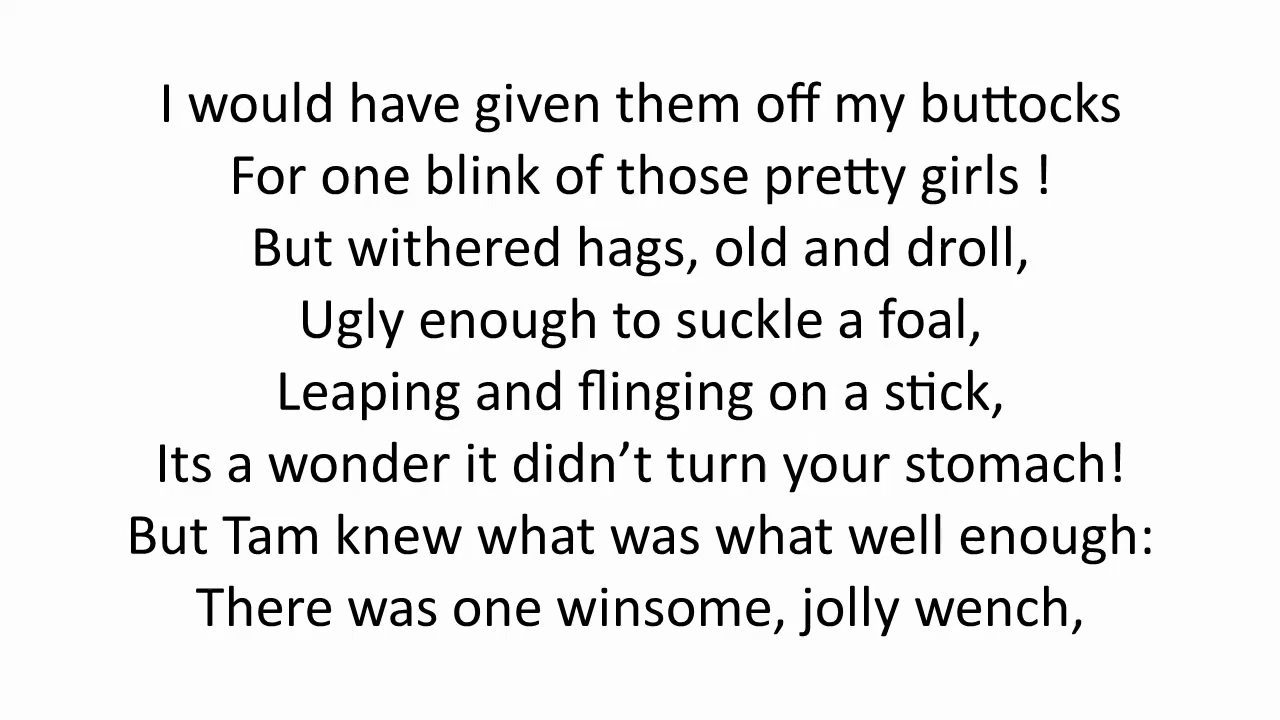 I would have given them off my buttocks
For one blink of those pretty girls !
But withered hags, old and droll,
Ugly enough to suckle a foal,
Leaping and flinging on a stick,
Its a wonder it didn’t turn your stomach!
But Tam knew what was what well enough:
There was one winsome, jolly wench,